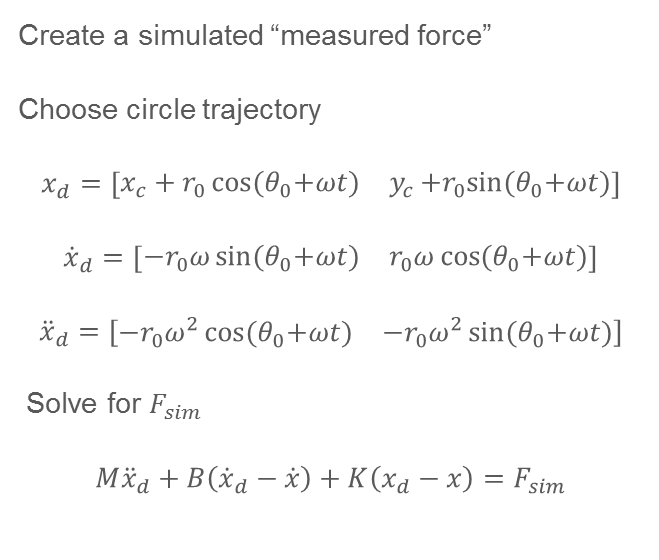 Create a simulated “measured force”
Choose circle trajectory
x_d = [x_c + r_0 cos(θ_0+ωt)   y_c +r_0sin(θ_0+ωt)]
ẋ_d = [−r_0ω sin(θ_0+ωt)   r_0ω cos(θ_0+ωt)]
ẍ_d = [−r_0ω² cos(θ_0+ωt)   −r_0ω² sin(θ_0+ωt)]
Solve for F_sim
Mẍ_d + B(ẋ_d − ẋ) + K(x_d − x) = F_sim